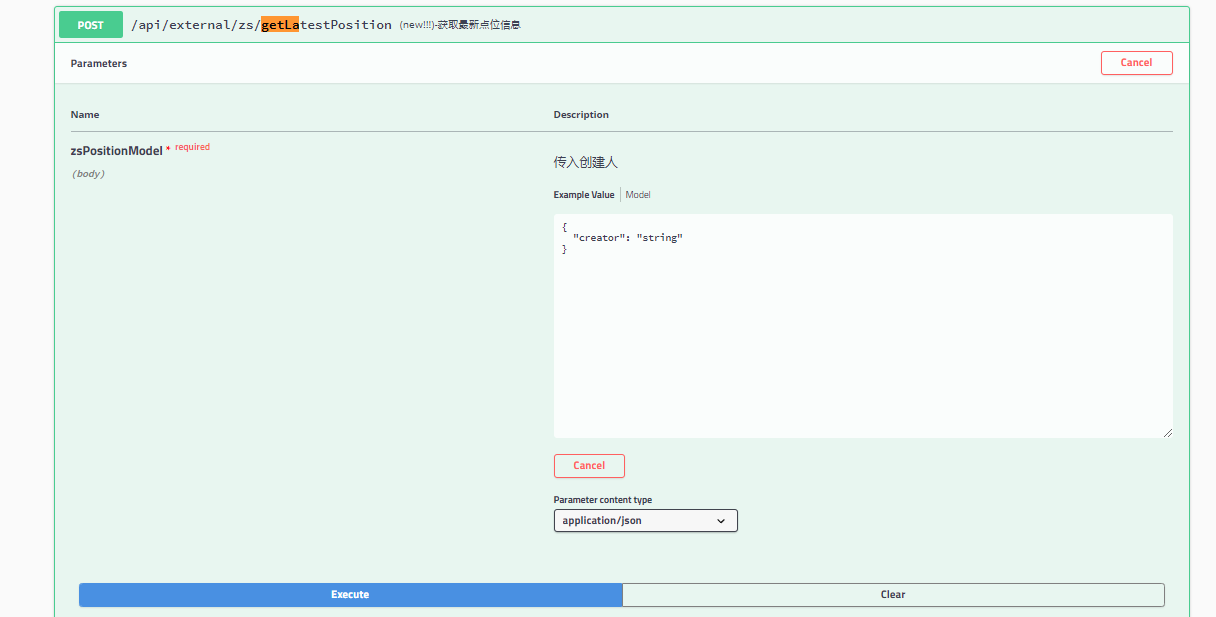 POST /api/external/zs/getLatestPosition (new!!!)-获取最新点位信息
Parameters Cancel
Name Description
zsPositionModel * required
(body)
传入创建人
Example Value Model
{
"creator": "string"
}
Cancel
Parameter content type
application/json
Execute Clear